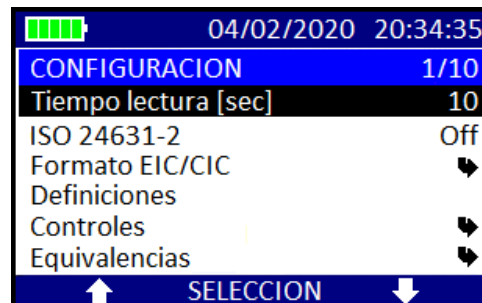 04/02/2020 20:34:35
CONFIGURACION 1/10
Tiempo lectura [sec] 10
ISO 24631-2 Off
Formato EIC/CIC
Definiciones
Controles
Equivalencias
SELECCION